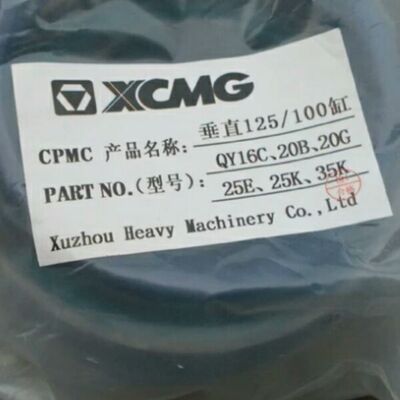 XCMG
CPMC 产品名称: 垂直125/100缸
QY16C、20B、20G
PART NO.(型号): 25E、25K、35K
Xuzhou Heavy Machinery Co.,Ltd